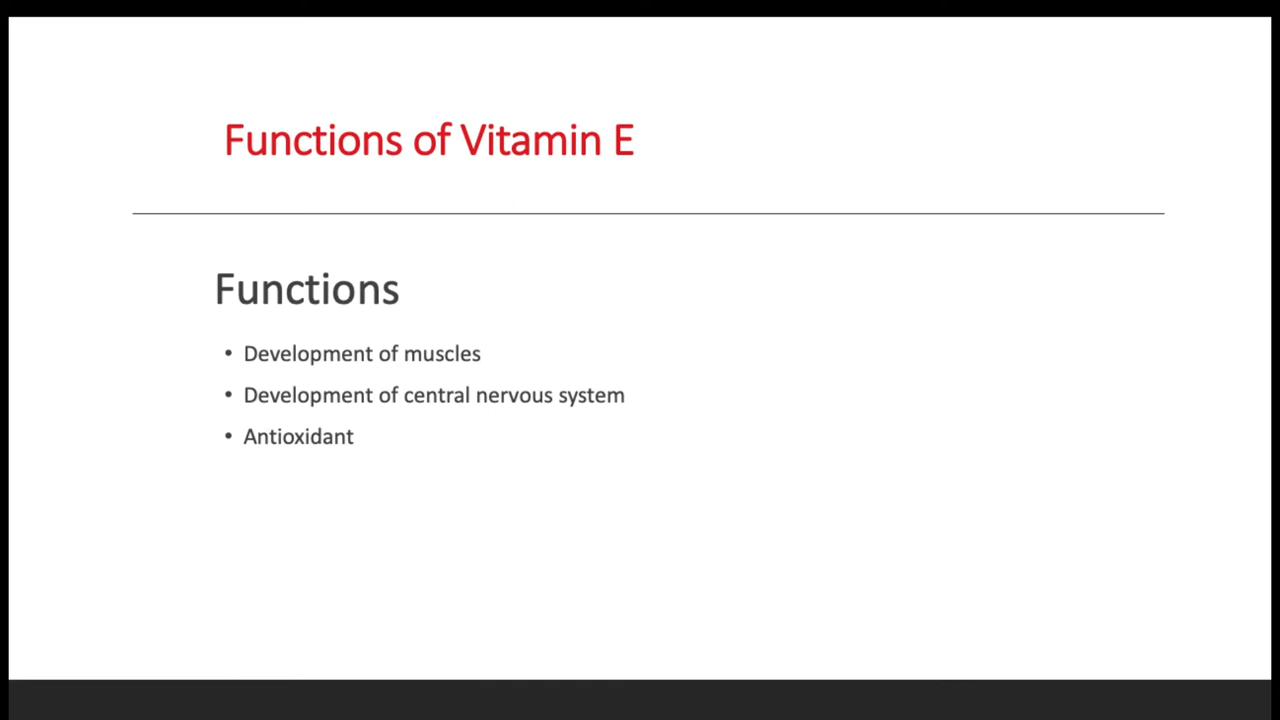 Functions of Vitamin E
Functions
• Development of muscles
• Development of central nervous system
• Antioxidant